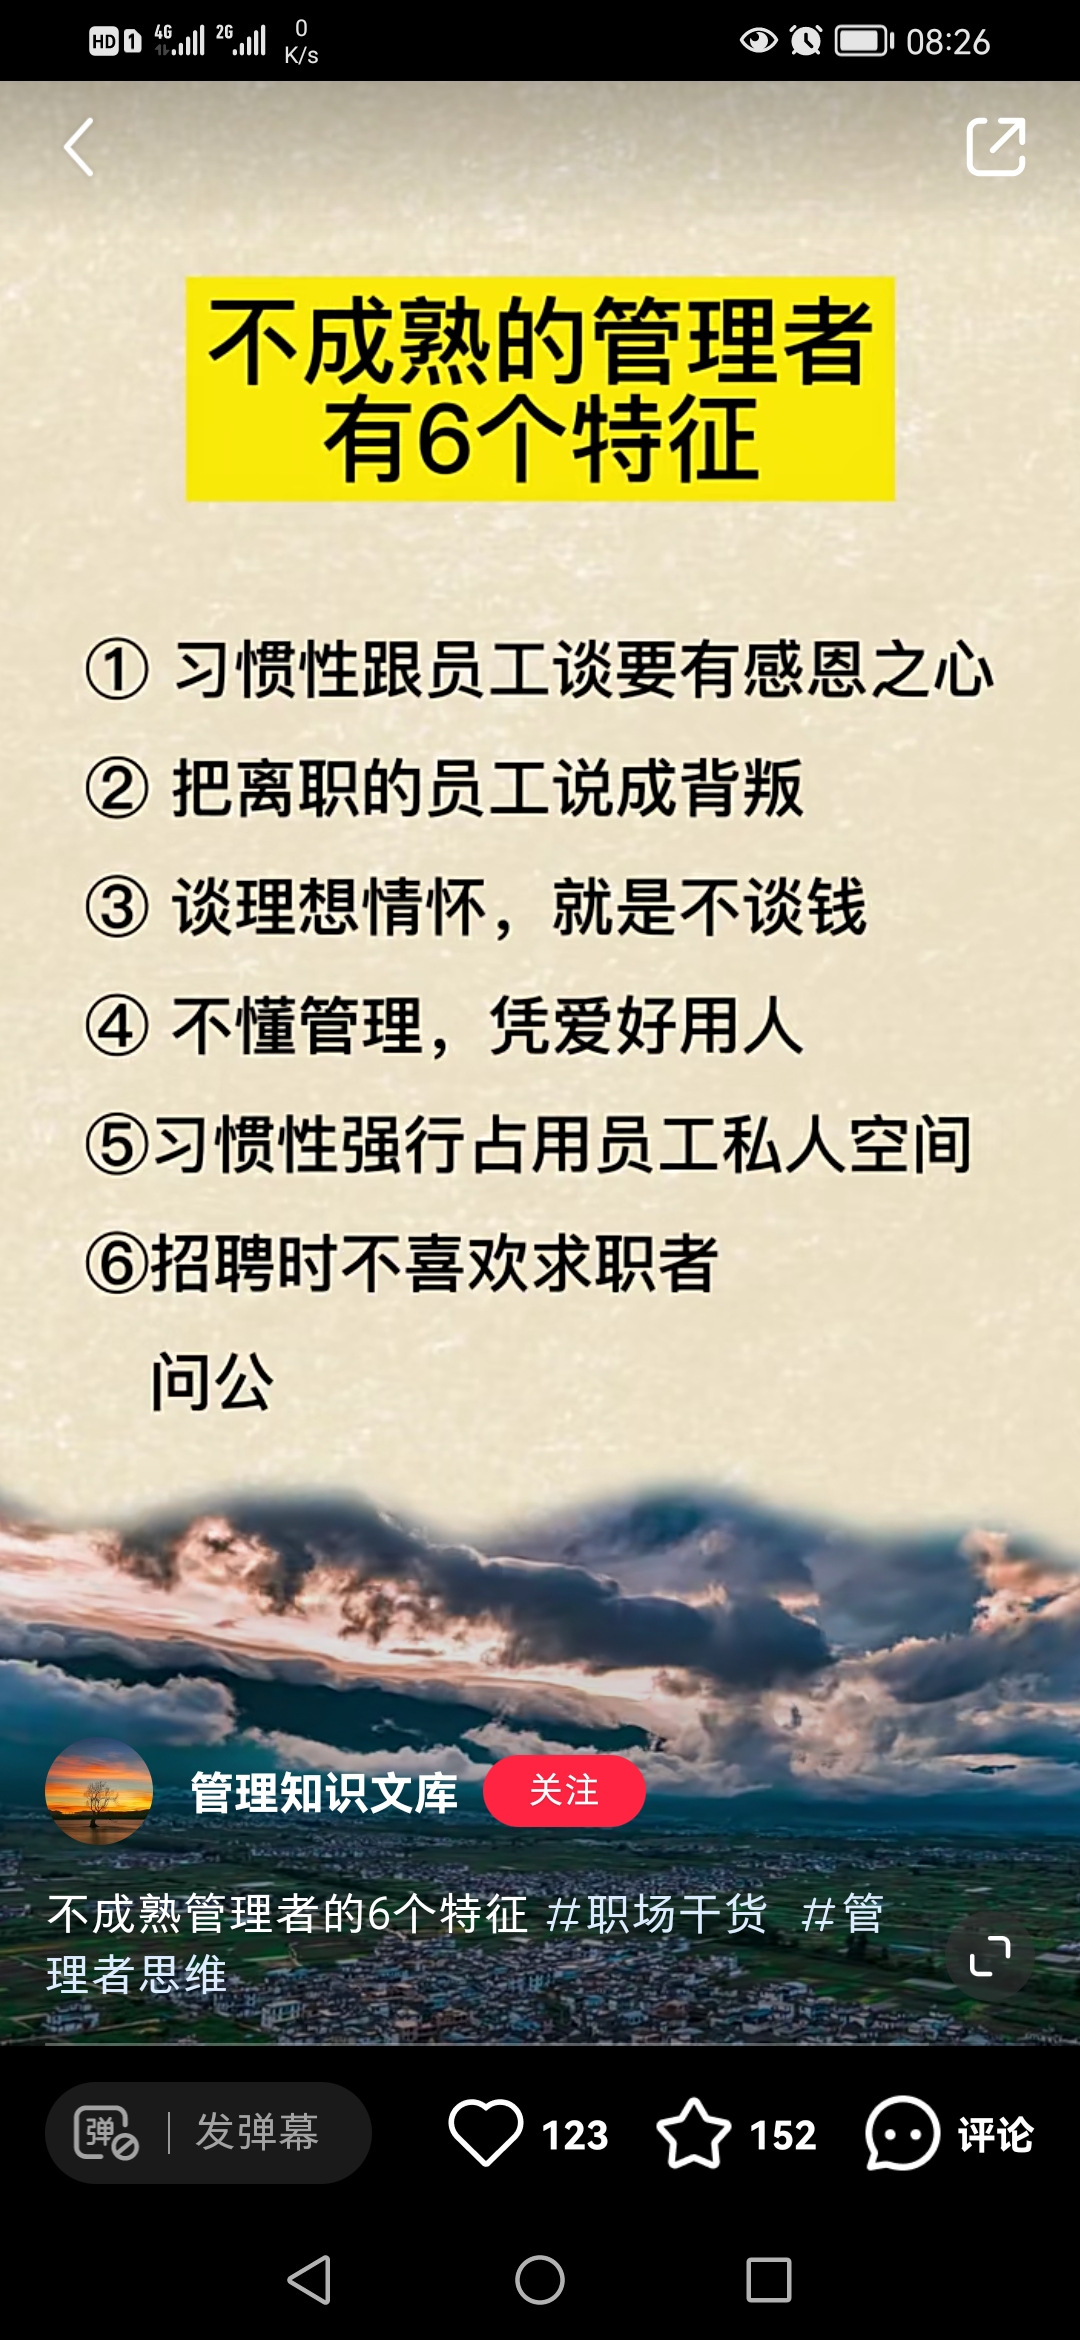 HD 1 4G 2G 0 K/s 08:26
不成熟的管理者
有6个特征
① 习惯性跟员工谈要有感恩之心
② 把离职的员工说成背叛
③ 谈理想情怀，就是不谈钱
④ 不懂管理，凭爱好用人
⑤习惯性强行占用员工私人空间
⑥招聘时不喜欢求职者
问公
管理知识文库 关注
不成熟管理者的6个特征 #职场干货 #管
理者思维
弹 发弹幕 123 152 评论